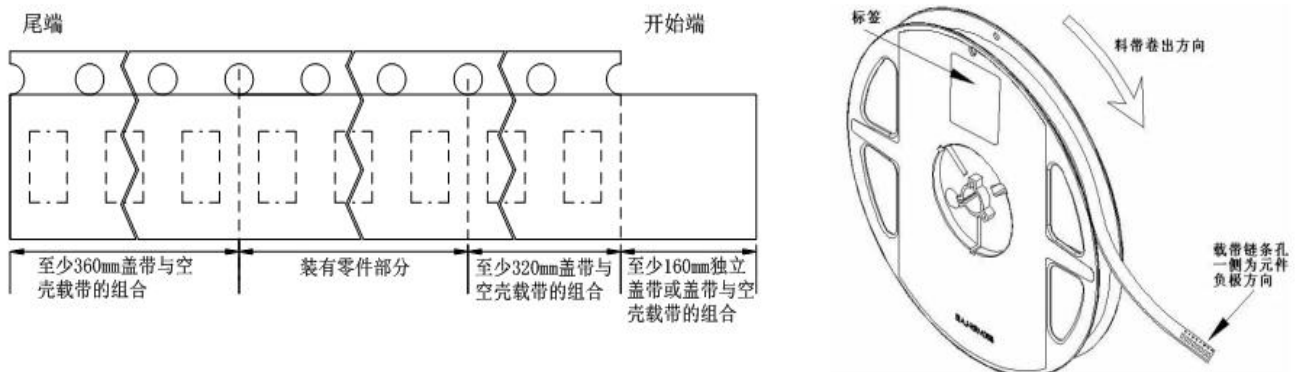 尾端
开始端
至少360mm盖带与空
壳载带的组合
装有零件部分
至少320mm盖带与
空壳载带的组合
至少160mm独立
盖带或盖带与空
壳载带的组合
标签
料带卷出方向
载带链条孔
一侧为元件
负极方向